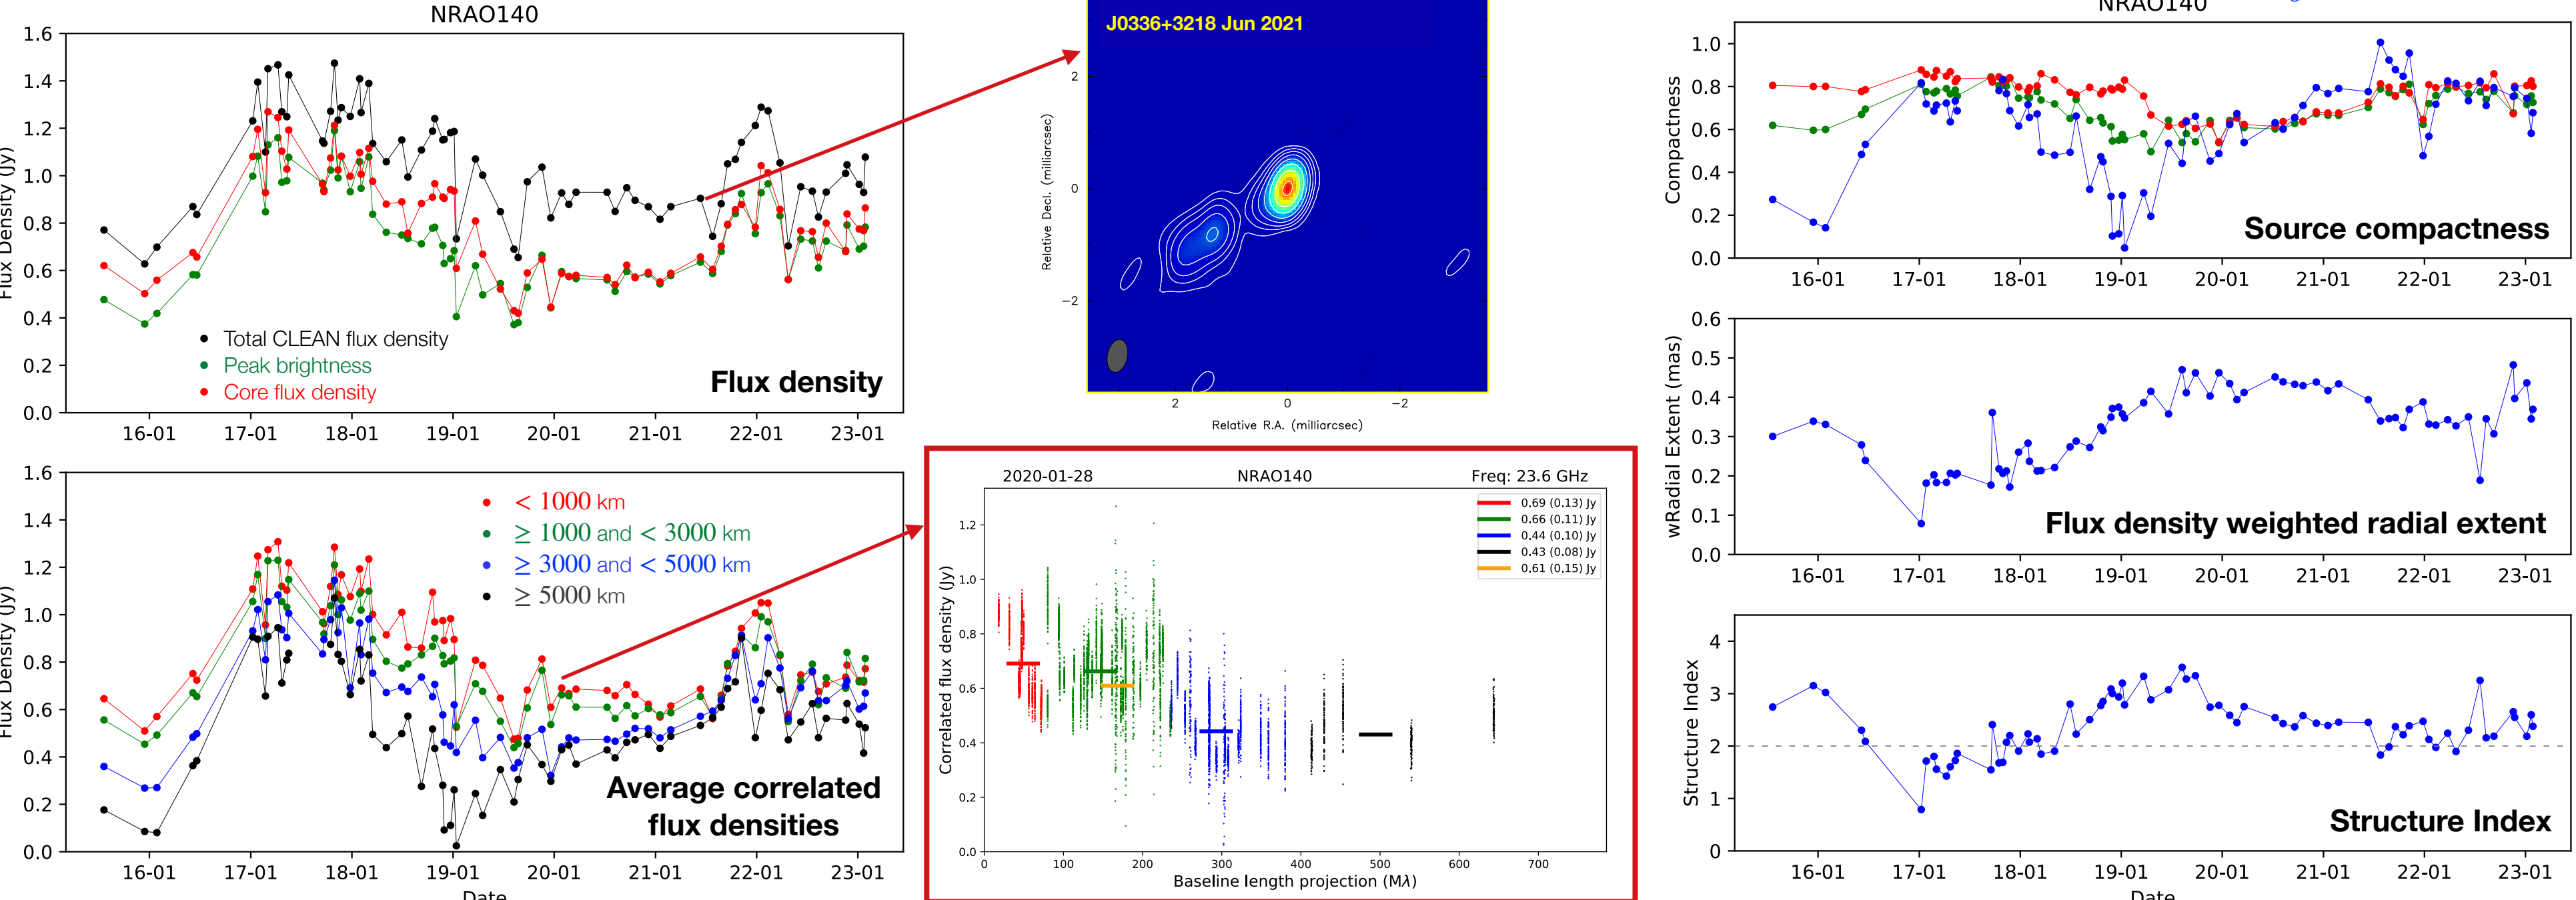 NRAO140
Flux Density (Jy)
1.6
1.4
1.2
1.0
0.8
0.6
0.4
0.2
0.0
Total CLEAN flux density
Peak brightness
Core flux density
Flux density
16-01 17-01 18-01 19-01 20-01 21-01 22-01 23-01
Flux Density (Jy)
1.6
1.4
1.2
1.0
0.8
0.6
0.4
0.2
0.0
< 1000 km
≥ 1000 and < 3000 km
≥ 3000 and < 5000 km
≥ 5000 km
Average correlated
flux densities
16-01 17-01 18-01 19-01 20-01 21-01 22-01 23-01
Date
J0336+3218 Jun 2021
Relative Decl. (milliarcsec)
2
0
−2
2 0 −2
Relative R.A. (milliarcsec)
2020-01-28 NRAO140 Freq: 23.6 GHz
Correlated flux density (Jy)
1.2
1.0
0.8
0.6
0.4
0.2
0.0
0.69 (0.13) Jy
0.66 (0.11) Jy
0.44 (0.10) Jy
0.43 (0.08) Jy
0.61 (0.15) Jy
0 100 200 300 400 500 600 700
Baseline length projection (Mλ)
NRAO140
Compactness
1.0
0.8
0.6
0.4
0.2
0.0
Source compactness
16-01 17-01 18-01 19-01 20-01 21-01 22-01 23-01
wRadial Extent (mas)
0.6
0.5
0.4
0.3
0.2
0.1
0.0
Flux density weighted radial extent
16-01 17-01 18-01 19-01 20-01 21-01 22-01 23-01
Structure Index
4
3
2
1
0
Structure Index
16-01 17-01 18-01 19-01 20-01 21-01 22-01 23-01
Date